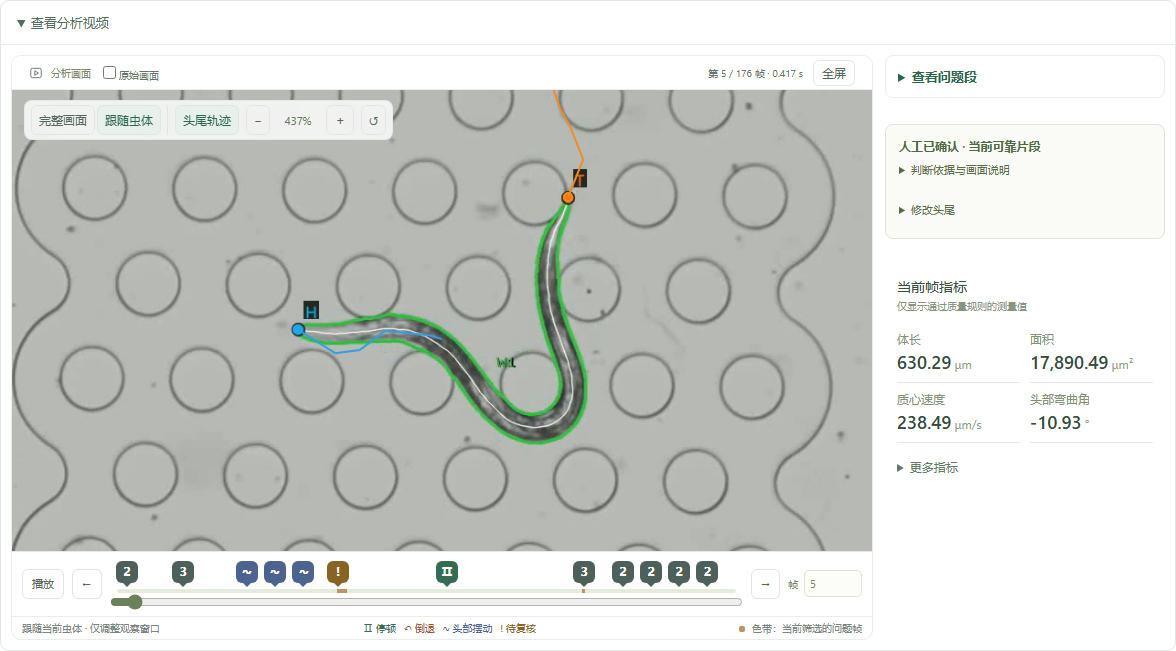 ▼ 查看分析视频
分析画面 原始画面 第 5 / 176 帧 · 0.417 s 全屏
完整画面 跟随虫体 头尾轨迹 − 437% + ↺
T
H
播放 ← 2 3 ~ ~ ~ ! II 3 2 2 2 2 → 帧 5
跟随当前虫体 · 仅调整观察窗口 II 停顿 ↶ 倒退 ~ 头部摆动 ! 待复核 色带：当前筛选的问题帧
▶ 查看问题段
人工已确认 · 当前可靠片段
▶ 判断依据与画面说明
▶ 修改头尾
当前帧指标
仅显示通过质量规则的测量值
体长 面积
630.29 μm 17,890.49 μm²
质心速度 头部弯曲角
238.49 μm/s -10.93 °
▶ 更多指标